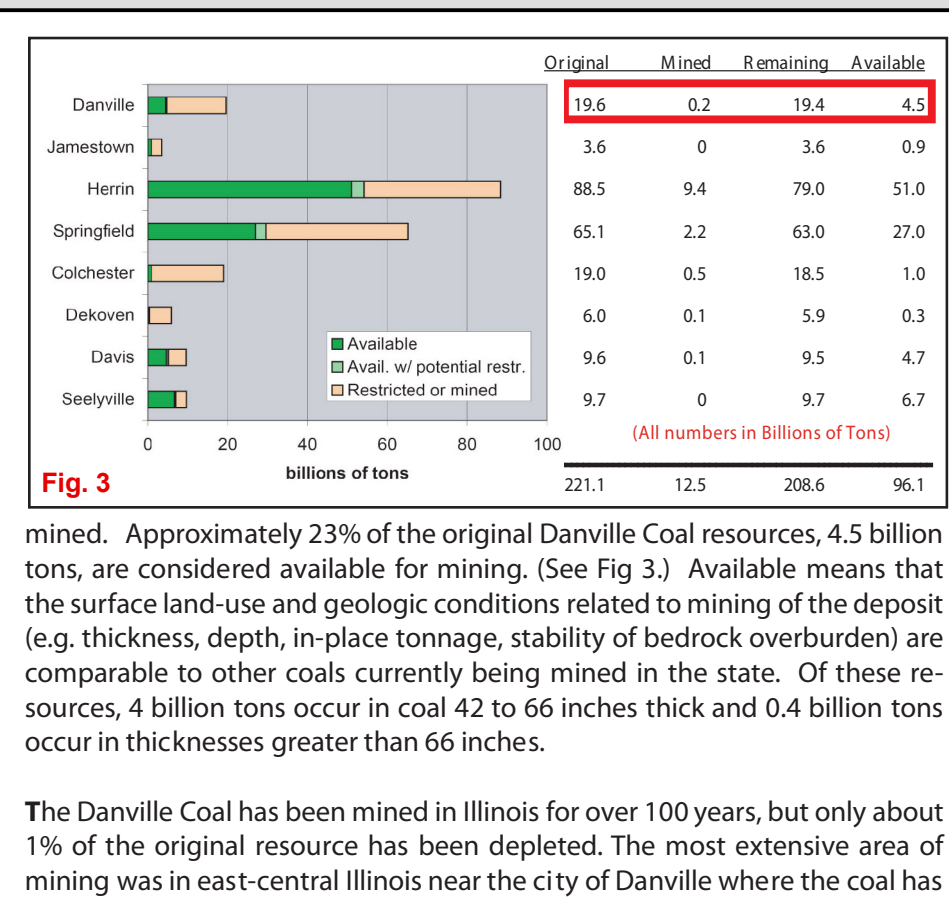 Original Mined Remaining Available
Danville 19.6 0.2 19.4 4.5
Jamestown 3.6 0 3.6 0.9
Herrin 88.5 9.4 79.0 51.0
Springfield 65.1 2.2 63.0 27.0
Colchester 19.0 0.5 18.5 1.0
Dekoven 6.0 0.1 5.9 0.3
Available
Davis 9.6 0.1 9.5 4.7
Avail. w/ potential restr.
Restricted or mined
Seelyville 9.7 0 9.7 6.7
(All numbers in Billions of Tons)
0 20 40 60 80 100
billions of tons
Fig. 3
221.1 12.5 208.6 96.1
mined. Approximately 23% of the original Danville Coal resources, 4.5 billion
tons, are considered available for mining. (See Fig 3.) Available means that
the surface land-use and geologic conditions related to mining of the deposit
(e.g. thickness, depth, in-place tonnage, stability of bedrock overburden) are
comparable to other coals currently being mined in the state. Of these re-
sources, 4 billion tons occur in coal 42 to 66 inches thick and 0.4 billion tons
occur in thicknesses greater than 66 inches.
The Danville Coal has been mined in Illinois for over 100 years, but only about
1% of the original resource has been depleted. The most extensive area of
mining was in east-central Illinois near the city of Danville where the coal has